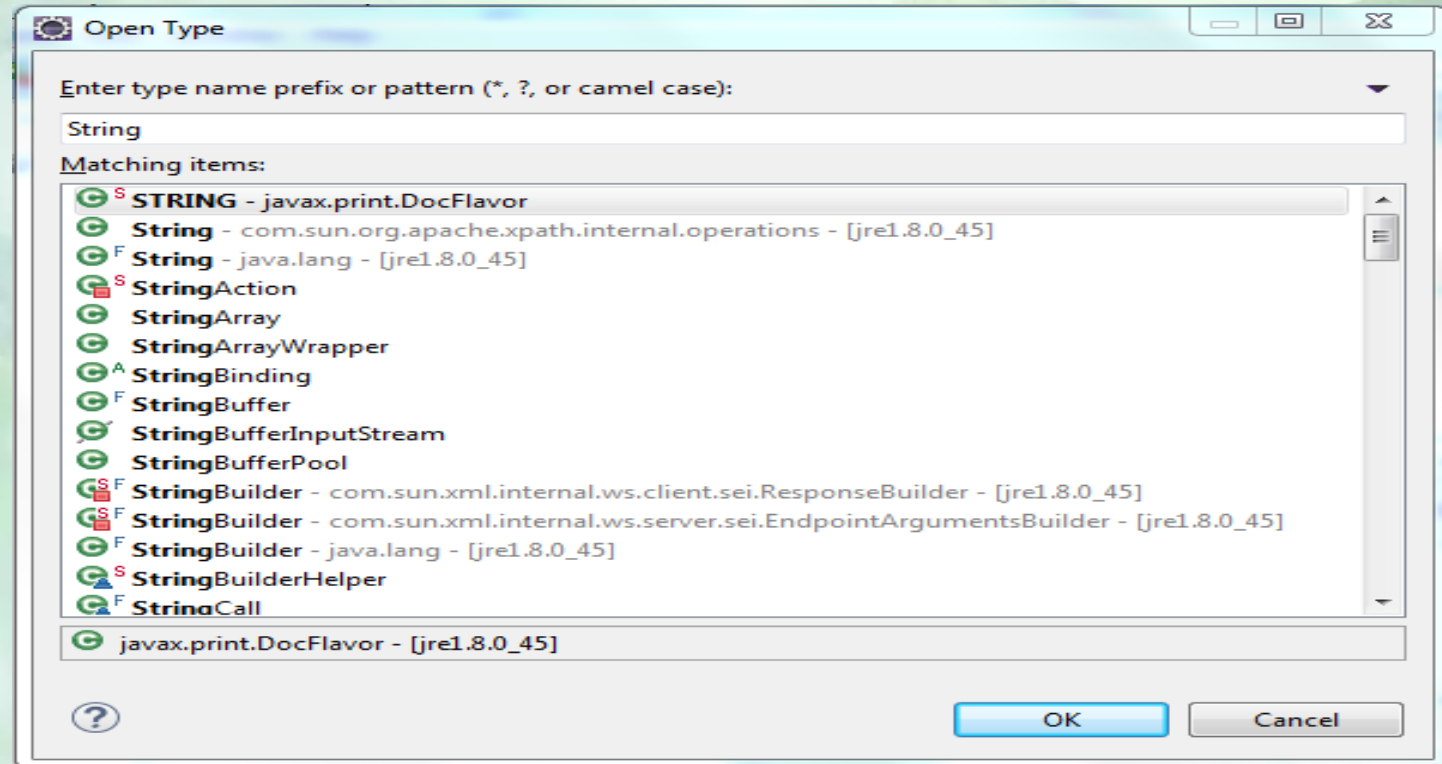 Open Type
Enter type name prefix or pattern (*, ?, or camel case):
String
Matching items:
S STRING - javax.print.DocFlavor
String - com.sun.org.apache.xpath.internal.operations - [jre1.8.0_45]
F String - java.lang - [jre1.8.0_45]
S StringAction
StringArray
StringArrayWrapper
A StringBinding
F StringBuffer
StringBufferInputStream
StringBufferPool
S F StringBuilder - com.sun.xml.internal.ws.client.sei.ResponseBuilder - [jre1.8.0_45]
S F StringBuilder - com.sun.xml.internal.ws.server.sei.EndpointArgumentsBuilder - [jre1.8.0_45]
F StringBuilder - java.lang - [jre1.8.0_45]
S StringBuilderHelper
F StringCall
javax.print.DocFlavor - [jre1.8.0_45]
? OK Cancel